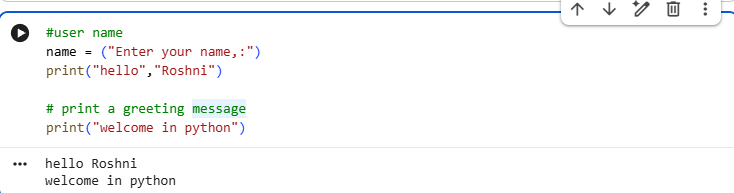 #user name
name = ("Enter your name,:")
print("hello","Roshni")

# print a greeting message
print("welcome in python")
hello Roshni
welcome in python